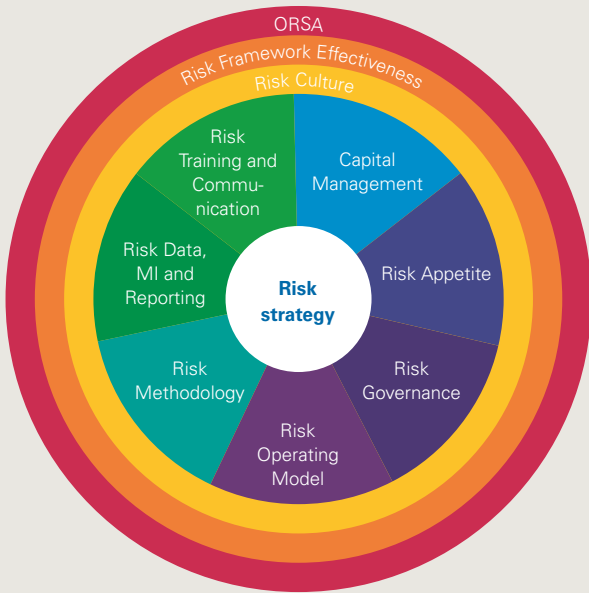 ORSA
Risk Framework Effectiveness
Risk Culture
Capital
Management
Risk Appetite
Risk
Governance
Risk
Operating
Model
Risk
Methodology
Risk Data,
MI and
Reporting
Risk
Training and
Commu-
nication
Risk
strategy